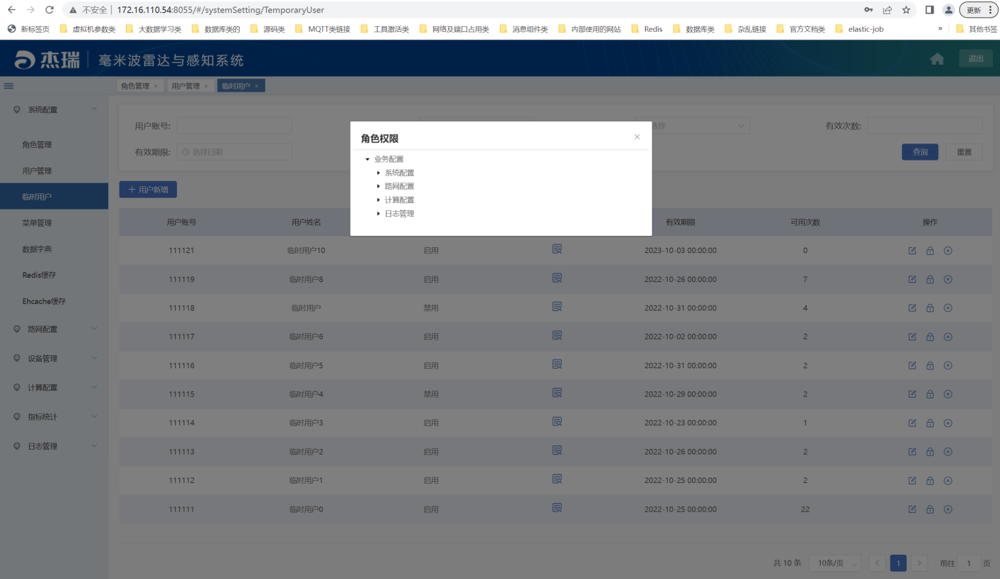 不安全 172.16.110.54:8055/#/systemSetting/TemporaryUser 更新
新标签页 虚拟机参数类 大数据学习类 数据库类的 源码类 MQTT类链接 工具激活类 网络及端口占用类 消息组件类 内部使用的网站 Redis 数据库类 杂乱链接 官方文档类 elastic-job » 其他书签
杰瑞 毫米波雷达与感知系统 退出
角色管理 × 用户管理 × 临时用户 ×
系统配置
角色管理
用户管理
临时用户
菜单管理
数据字典
Redis缓存
Ehcache缓存
路网配置
设备管理
计算配置
指标统计
日志管理
用户账号: 选择 有效次数:
有效期限: 选择日期 查询 重置
用户新增
角色权限
业务配置
系统配置
路网配置
计算配置
日志管理
用户账号 用户姓名 有效期限 可用次数 操作
111121 临时用户10 启用 2023-10-03 00:00:00 0
111119 临时用户8 启用 2022-10-26 00:00:00 7
111118 临时用户 禁用 2022-10-31 00:00:00 4
111117 临时用户6 启用 2022-10-02 00:00:00 2
111116 临时用户5 启用 2022-10-31 00:00:00 2
111115 临时用户4 禁用 2022-10-29 00:00:00 2
111114 临时用户3 启用 2022-10-23 00:00:00 1
111113 临时用户2 启用 2022-10-26 00:00:00 2
111112 临时用户1 启用 2022-10-25 00:00:00 2
111111 临时用户0 启用 2022-10-25 00:00:00 22
共 10 条 10条/页 1 前往 1 页